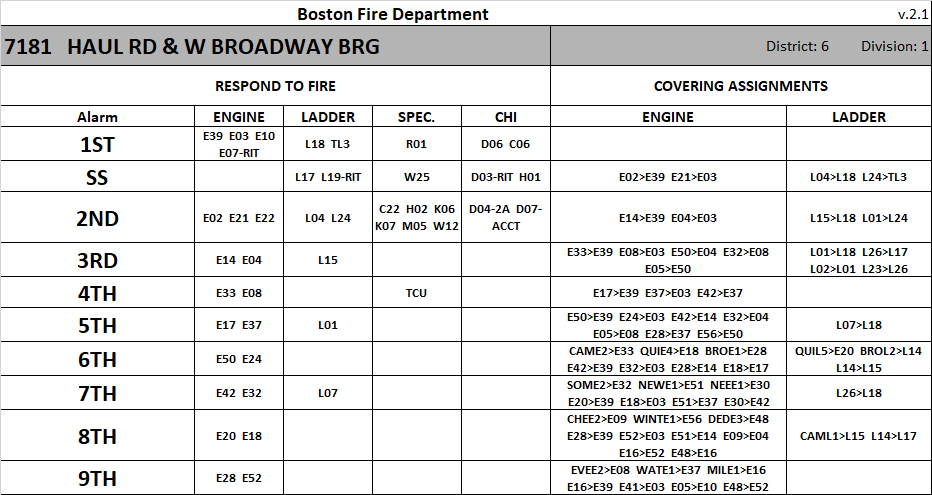 Boston Fire Department v.2.1
7181 HAUL RD & W BROADWAY BRG District: 6 Division: 1
RESPOND TO FIRE COVERING ASSIGNMENTS
Alarm ENGINE LADDER SPEC. CHI ENGINE LADDER
1ST E39 E03 E10 E07-RIT L18 TL3 R01 D06 C06
SS L17 L19-RIT W25 D03-RIT H01 E02>E39 E21>E03 L04>L18 L24>TL3
2ND E02 E21 E22 L04 L24 C22 H02 K06 K07 M05 W12 D04-2A D07-ACCT E14>E39 E04>E03 L15>L18 L01>L24
3RD E14 E04 L15 E33>E39 E08>E03 E50>E04 E32>E08 E05>E50 L01>L18 L26>L17 L02>L01 L23>L26
4TH E33 E08 TCU E17>E39 E37>E03 E42>E37
5TH E17 E37 L01 E50>E39 E24>E03 E42>E14 E32>E04 E05>E08 E28>E37 E56>E50 L07>L18
6TH E50 E24 CAME2>E33 QUIE4>E18 BROE1>E28 E42>E39 E32>E03 E28>E14 E18>E17 QUIL5>E20 BROL2>L14 L14>L15
7TH E42 E32 L07 SOME2>E32 NEWE1>E51 NEEE1>E30 E20>E39 E18>E03 E51>E37 E30>E42 L26>L18
8TH E20 E18 CHEE2>E09 WINTE1>E56 DEDE3>E48 E28>E39 E52>E03 E51>E14 E09>E04 E16>E52 E48>E16 CAML1>L15 L14>L17
9TH E28 E52 EVEE2>E08 WATE1>E37 MILE1>E16 E16>E39 E41>E03 E05>E10 E48>E52